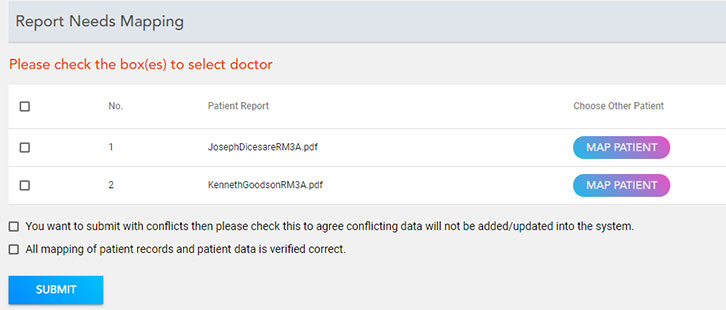 Report Needs Mapping
Please check the box(es) to select doctor
No. Patient Report Choose Other Patient
1 JosephDicesareRM3A.pdf MAP PATIENT
2 KennethGoodsonRM3A.pdf MAP PATIENT
You want to submit with conflicts then please check this to agree conflicting data will not be added/updated into the system.
All mapping of patient records and patient data is verified correct.
SUBMIT